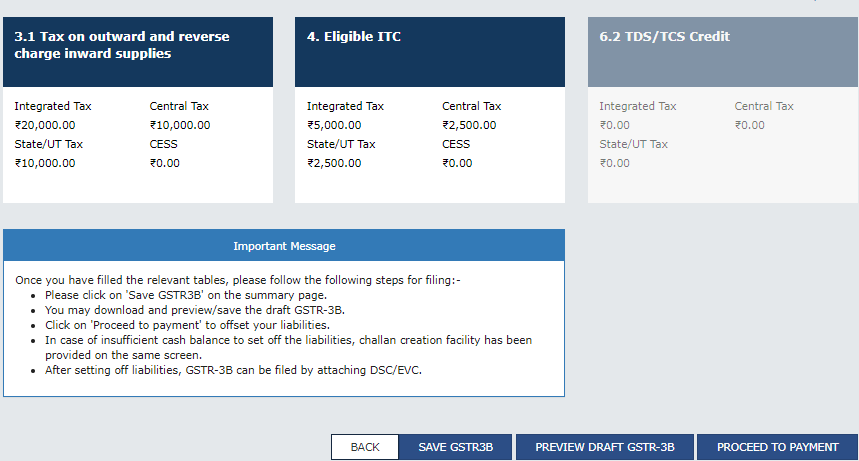 3.1 Tax on outward and reverse
charge inward supplies
Integrated Tax
Central Tax
₹20,000.00
₹10,000.00
State/UT Tax
CESS
₹10,000.00
₹0.00
4. Eligible ITC
Integrated Tax
Central Tax
₹5,000.00
₹2,500.00
State/UT Tax
CESS
₹2,500.00
₹0.00
6.2 TDS/TCS Credit
Integrated Tax
Central Tax
₹0.00
₹0.00
State/UT Tax
₹0.00
Important Message
Once you have filled the relevant tables, please follow the following steps for filing:-
• Please click on 'Save GSTR3B' on the summary page.
• You may download and preview/save the draft GSTR-3B.
• Click on 'Proceed to payment' to offset your liabilities.
• In case of insufficient cash balance to set off the liabilities, challan creation facility has been
provided on the same screen.
• After setting off liabilities, GSTR-3B can be filed by attaching DSC/EVC.
BACK
SAVE GSTR3B
PREVIEW DRAFT GSTR-3B
PROCEED TO PAYMENT